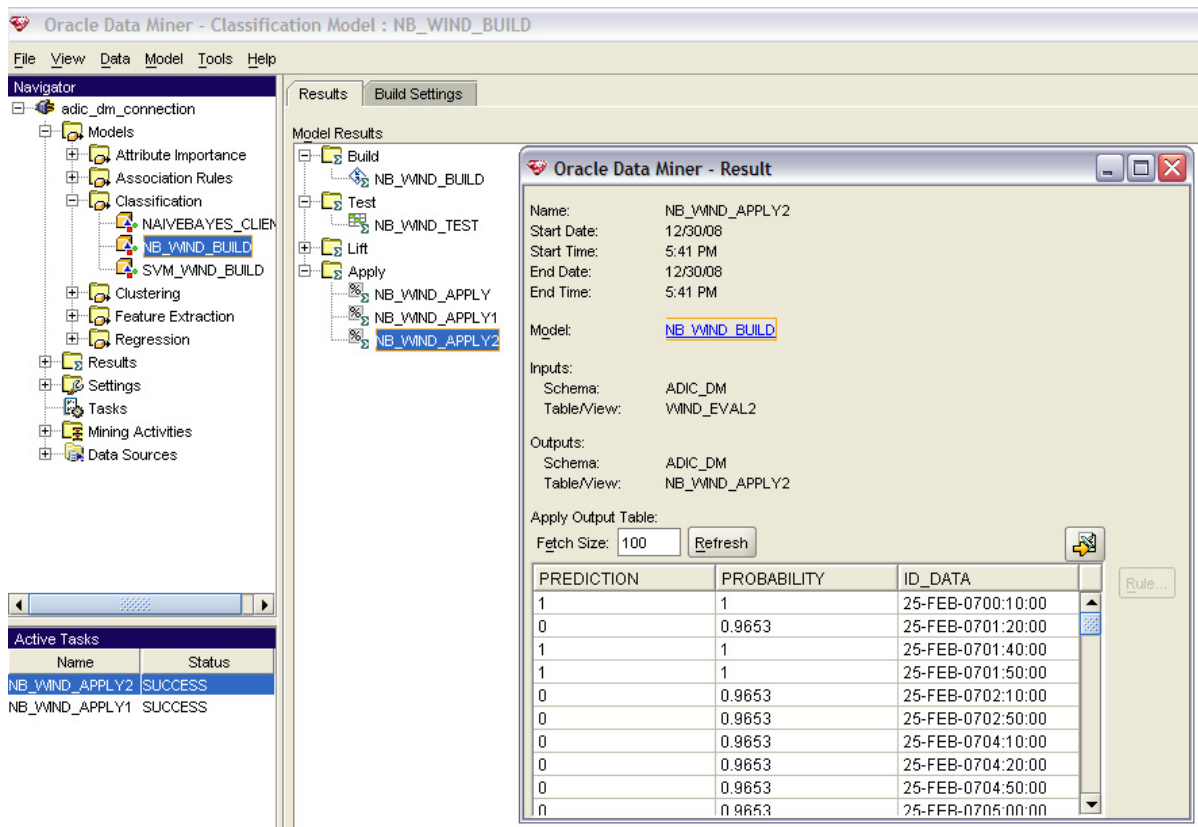 Oracle Data Miner - Classification Model : NB_WIND_BUILD
File View Data Model Tools Help
Navigator
adic_dm_connection
Models
Attribute Importance
Association Rules
Classification
NAIVEBAYES_CLIEN
NB_WIND_BUILD
SVM_WIND_BUILD
Clustering
Feature Extraction
Regression
Results
Settings
Tasks
Mining Activities
Data Sources
Active Tasks
Name Status
NB_WIND_APPLY2 SUCCESS
NB_WIND_APPLY1 SUCCESS
Results Build Settings
Model Results
Build
NB_WIND_BUILD
Test
NB_WIND_TEST
Lift
Apply
NB_WIND_APPLY
NB_WIND_APPLY1
NB_WIND_APPLY2
Oracle Data Miner - Result
Name: NB_WIND_APPLY2
Start Date: 12/30/08
Start Time: 5:41 PM
End Date: 12/30/08
End Time: 5:41 PM
Model: NB_WIND_BUILD
Inputs:
Schema: ADIC_DM
Table/View: WIND_EVAL2
Outputs:
Schema: ADIC_DM
Table/View: NB_WIND_APPLY2
Apply Output Table:
Fetch Size: 100 Refresh
PREDICTION PROBABILITY ID_DATA
Rule...
1 1 25-FEB-0700:10:00
0 0.9653 25-FEB-0701:20:00
1 1 25-FEB-0701:40:00
1 1 25-FEB-0701:50:00
0 0.9653 25-FEB-0702:10:00
0 0.9653 25-FEB-0702:50:00
0 0.9653 25-FEB-0704:10:00
0 0.9653 25-FEB-0704:20:00
0 0.9653 25-FEB-0704:50:00
0 0.9653 25-FEB-0705:00:00